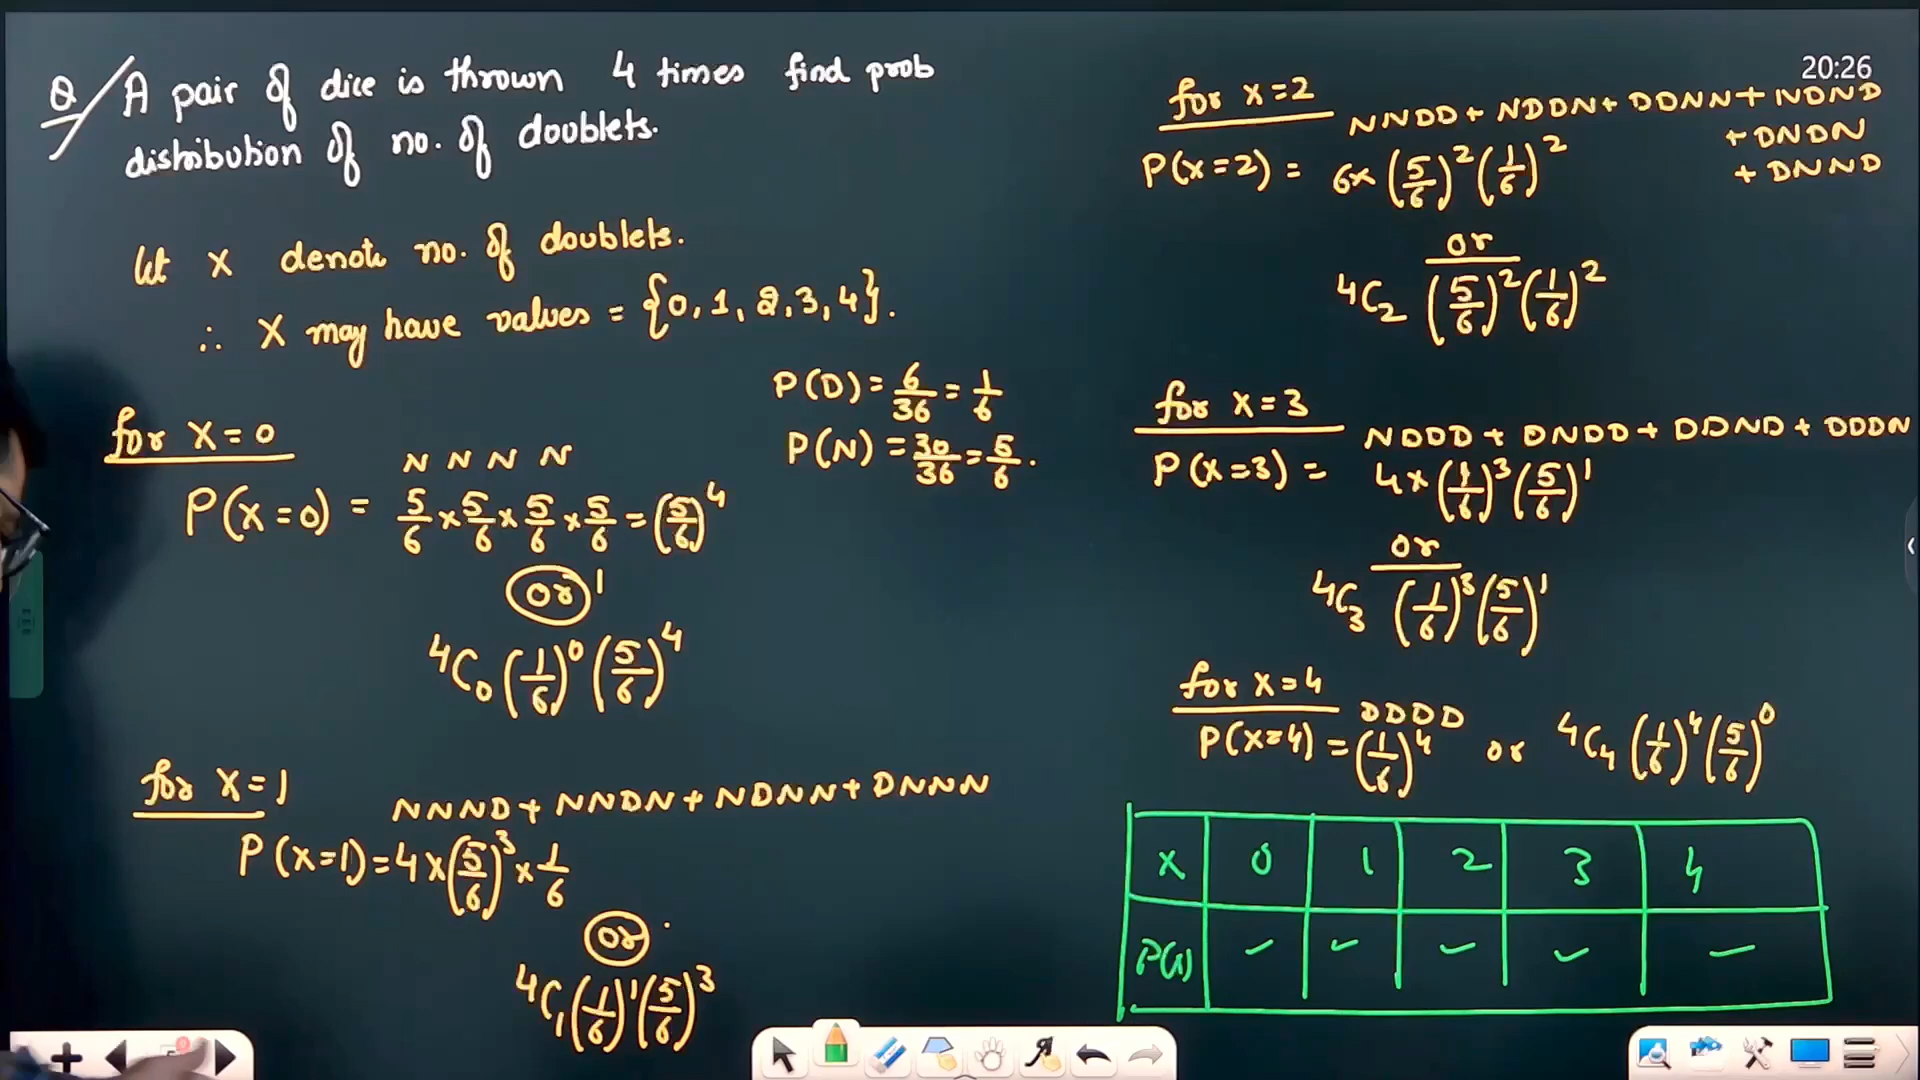 Q/ A pair of dice is thrown 4 times find prob
distribution of no. of doublets.
let x denote no. of doublets.
∴ X may have values = {0, 1, 2, 3, 4}.
P(D) = 6/36 = 1/6
P(N) = 30/36 = 5/6.
for X=0
N N N N
P(X=0) = 5/6 × 5/6 × 5/6 × 5/6 = (5/6)^4
or 1
4C0 (1/6)^0 (5/6)^4
for X=1
NNND + NNDN + NDNN + DNNN
P(X=1) = 4 × (5/6)^3 × 1/6
or
4C1 (1/6)^1 (5/6)^3
20:26
for X=2
NNDD + NDDN + DDNN + NDND
+ DNDN
+ DNND
P(X=2) = 6× (5/6)^2 (1/6)^2
or
4C2 (5/6)^2 (1/6)^2
for X=3
NDDD + DNDD + DDND + DDDN
P(X=3) = 4× (1/6)^3 (5/6)^1
or
4C3 (1/6)^3 (5/6)^1
for X=4
DDDD
P(X=4) = (1/6)^4 or 4C4 (1/6)^4 (5/6)^0
X 0 1 2 3 4
P(X)